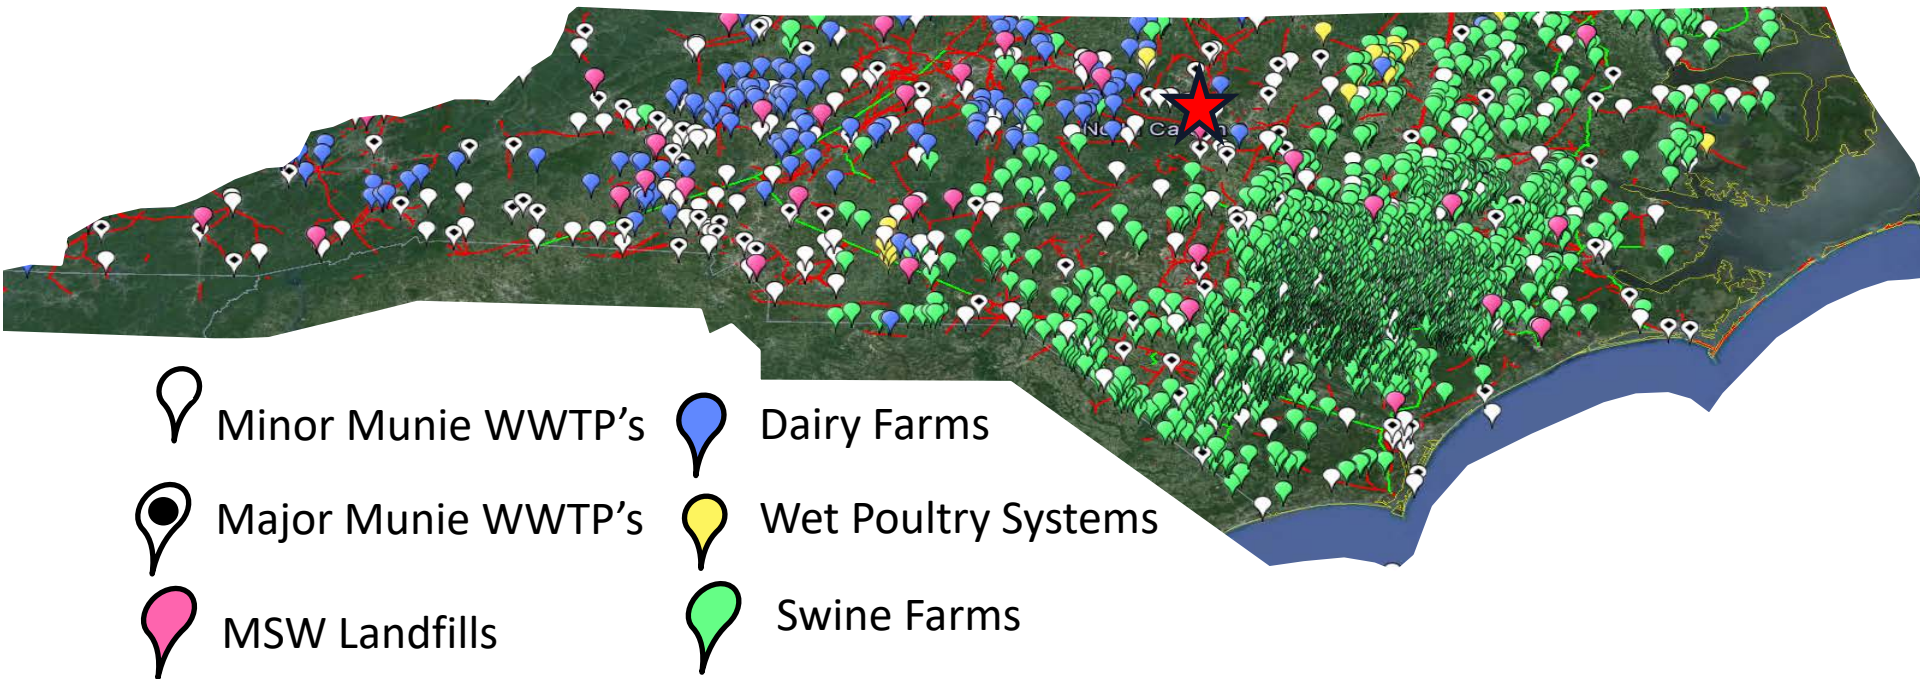 Minor Munie WWTP's
Dairy Farms
Major Munie WWTP's
Wet Poultry Systems
MSW Landfills
Swine Farms